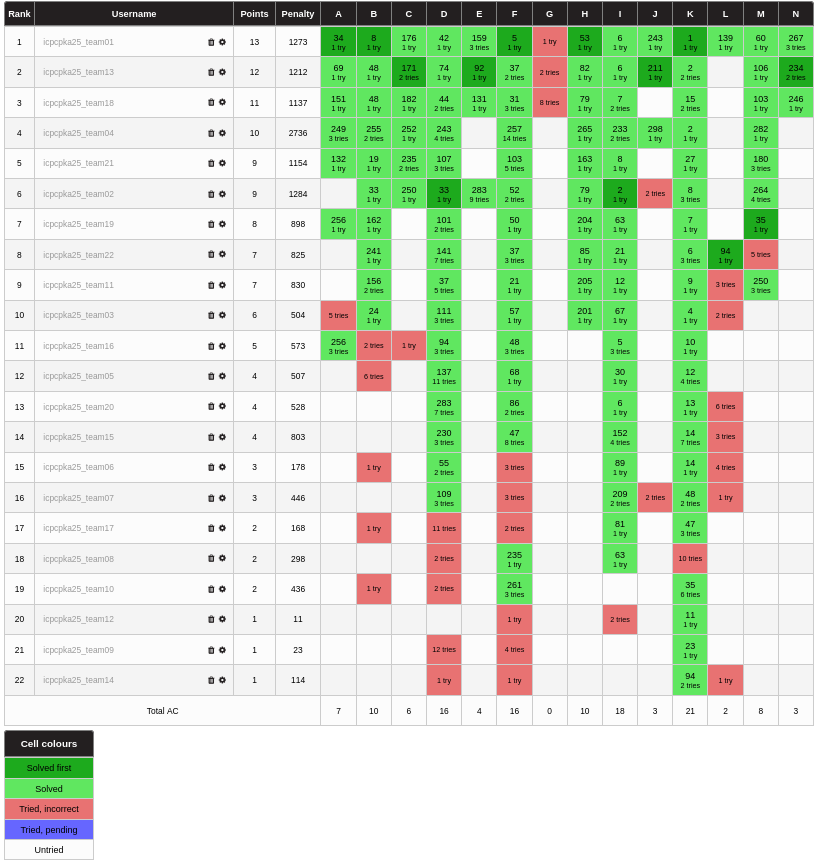 Rank Username Points Penalty A B C D E F G H I J K L M N
1 icpcpka25_team01 13 1273 34 8 176 42 159 5 1 try 53 6 243 1 139 60 267
1 try 1 try 1 try 1 try 3 tries 1 try 1 try 1 try 1 try 1 try 1 try 1 try 3 tries
2 icpcpka25_team13 12 1212 69 48 171 74 92 37 2 tries 82 6 211 2 106 234
1 try 1 try 2 tries 1 try 1 try 2 tries 1 try 1 try 1 try 2 tries 1 try 2 tries
3 icpcpka25_team18 11 1137 151 48 182 44 131 31 8 tries 79 7 15 103 246
1 try 1 try 1 try 2 tries 1 try 3 tries 1 try 2 tries 2 tries 1 try 1 try
4 icpcpka25_team04 10 2736 249 255 252 243 257 265 233 298 2 282
3 tries 2 tries 1 try 4 tries 14 tries 1 try 2 tries 1 try 1 try 1 try
5 icpcpka25_team21 9 1154 132 19 235 107 103 163 8 27 180
1 try 1 try 2 tries 3 tries 5 tries 1 try 1 try 1 try 3 tries
6 icpcpka25_team02 9 1284 33 250 33 283 52 79 2 2 tries 8 264
1 try 1 try 1 try 9 tries 2 tries 1 try 1 try 3 tries 4 tries
7 icpcpka25_team19 8 898 256 162 101 50 204 63 7 35
1 try 1 try 2 tries 1 try 1 try 1 try 1 try 1 try
8 icpcpka25_team22 7 825 241 141 37 85 21 6 94 5 tries
1 try 7 tries 3 tries 1 try 1 try 3 tries 1 try
9 icpcpka25_team11 7 830 156 37 21 205 12 9 3 tries 250
2 tries 5 tries 1 try 1 try 1 try 1 try 3 tries
10 icpcpka25_team03 6 504 5 tries 24 111 57 201 67 4 2 tries
1 try 3 tries 1 try 1 try 1 try 1 try
11 icpcpka25_team16 5 573 256 2 tries 1 try 94 48 5 10
3 tries 3 tries 3 tries 3 tries 1 try
12 icpcpka25_team05 4 507 6 tries 137 68 30 12
11 tries 1 try 1 try 4 tries
13 icpcpka25_team20 4 528 283 86 6 13 6 tries
7 tries 2 tries 1 try 1 try
14 icpcpka25_team15 4 803 230 47 152 14 3 tries
3 tries 8 tries 4 tries 7 tries
15 icpcpka25_team06 3 178 1 try 55 3 tries 89 14 4 tries
2 tries 1 try 1 try
16 icpcpka25_team07 3 446 109 3 tries 209 2 tries 48 1 try
3 tries 2 tries 2 tries
17 icpcpka25_team17 2 168 1 try 11 tries 2 tries 81 47
1 try 3 tries
18 icpcpka25_team08 2 298 2 tries 235 63 10 tries
1 try 1 try
19 icpcpka25_team10 2 436 1 try 2 tries 261 35
3 tries 6 tries
20 icpcpka25_team12 1 11 1 try 2 tries 11
1 try
21 icpcpka25_team09 1 23 12 tries 4 tries 23
1 try
22 icpcpka25_team14 1 114 1 try 1 try 94 1 try
2 tries
Total AC 7 10 6 16 4 16 0 10 18 3 21 2 8 3
Cell colours
Solved first
Solved
Tried, incorrect
Tried, pending
Untried